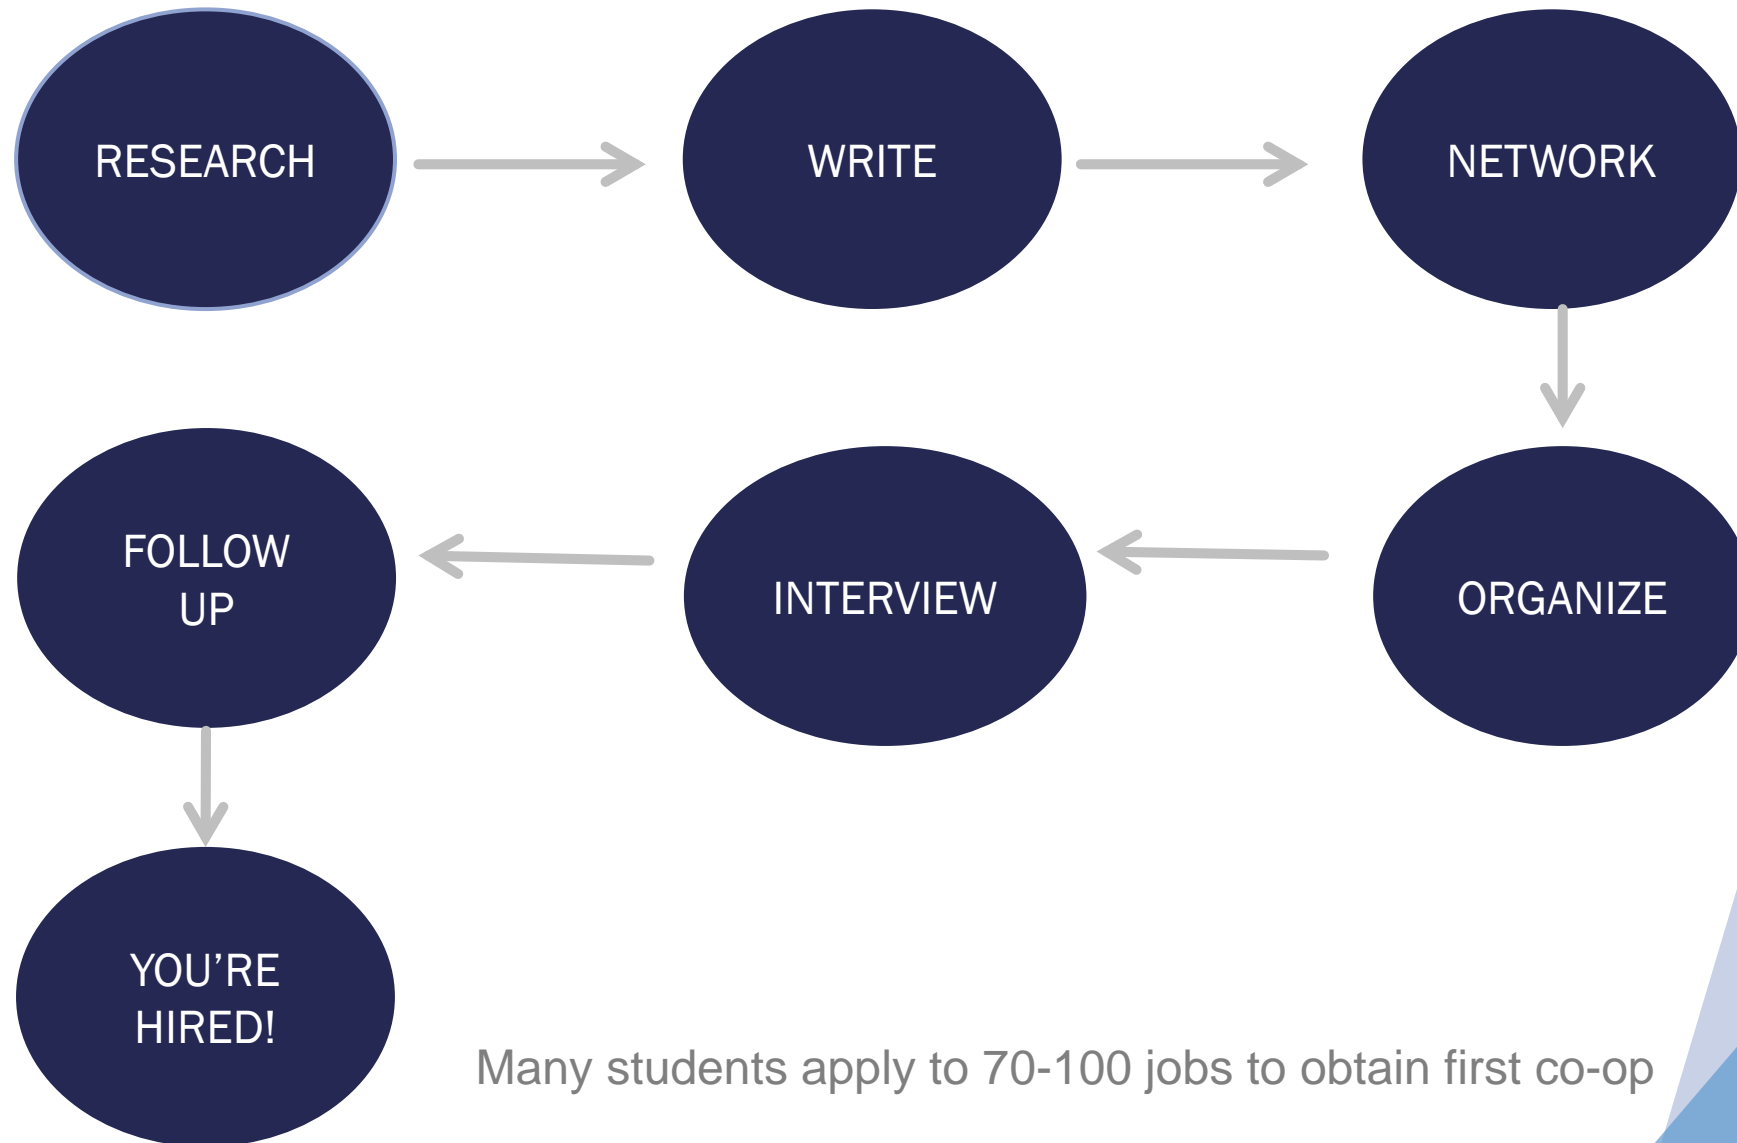 RESEARCH
WRITE
NETWORK
ORGANIZE
INTERVIEW
FOLLOW
UP
YOU’RE
HIRED!
Many students apply to 70-100 jobs to obtain first co-op